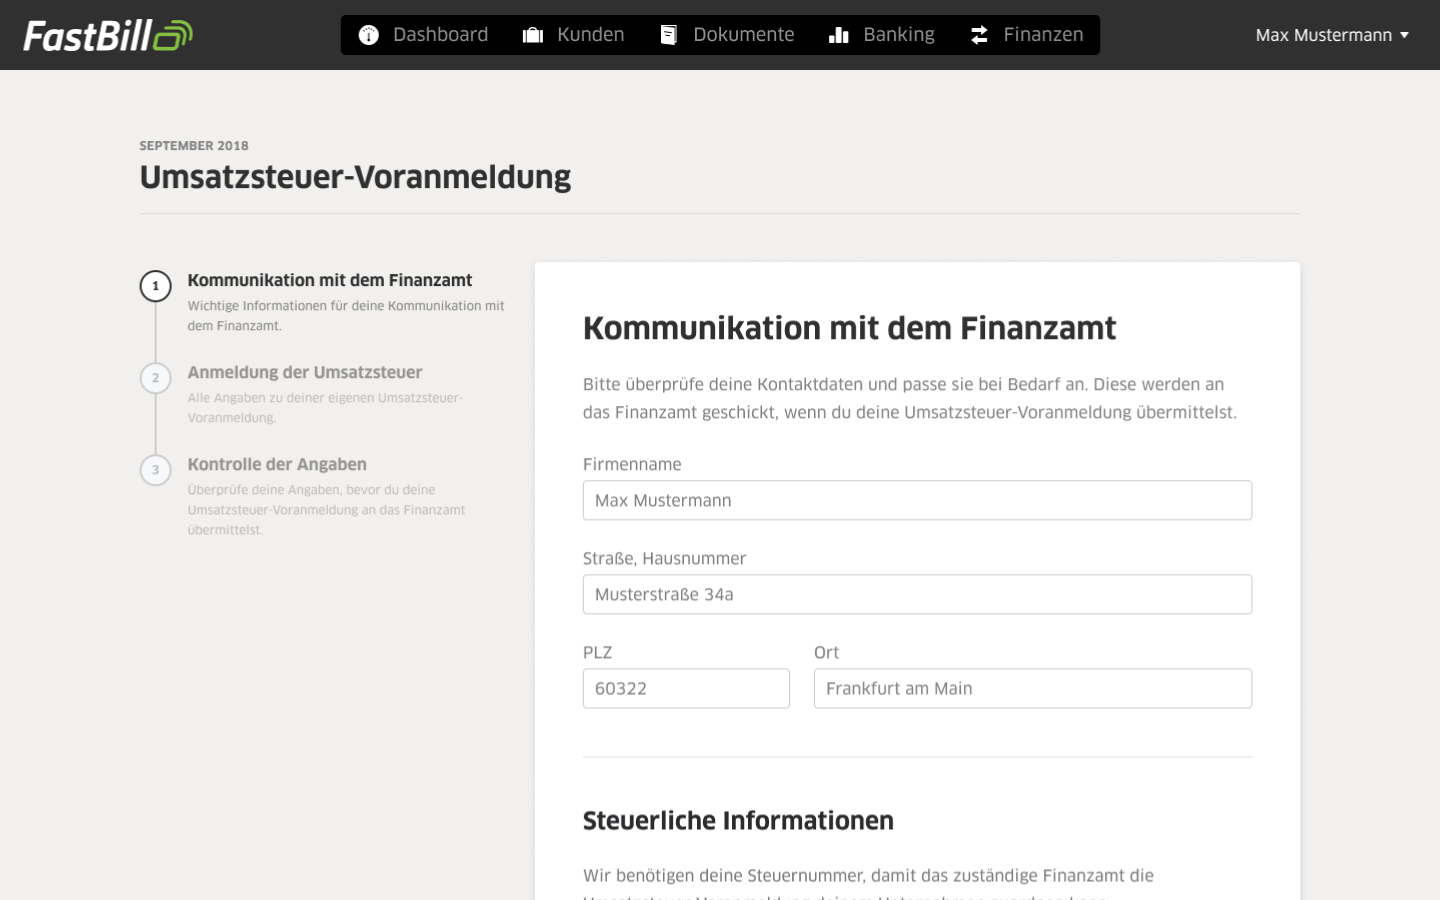 FastBill
Dashboard Kunden Dokumente Banking Finanzen
Max Mustermann
SEPTEMBER 2018
Umsatzsteuer-Voranmeldung
1
Kommunikation mit dem Finanzamt
Wichtige Informationen für deine Kommunikation mit
dem Finanzamt.
2
Anmeldung der Umsatzsteuer
Alle Angaben zu deiner eigenen Umsatzsteuer-
Voranmeldung.
3
Kontrolle der Angaben
Überprüfe deine Angaben, bevor du deine
Umsatzsteuer-Voranmeldung an das Finanzamt
übermittelst.
Kommunikation mit dem Finanzamt
Bitte überprüfe deine Kontaktdaten und passe sie bei Bedarf an. Diese werden an
das Finanzamt geschickt, wenn du deine Umsatzsteuer-Voranmeldung übermittelst.
Firmenname
Max Mustermann
Straße, Hausnummer
Musterstraße 34a
PLZ Ort
60322 Frankfurt am Main
Steuerliche Informationen
Wir benötigen deine Steuernummer, damit das zuständige Finanzamt die